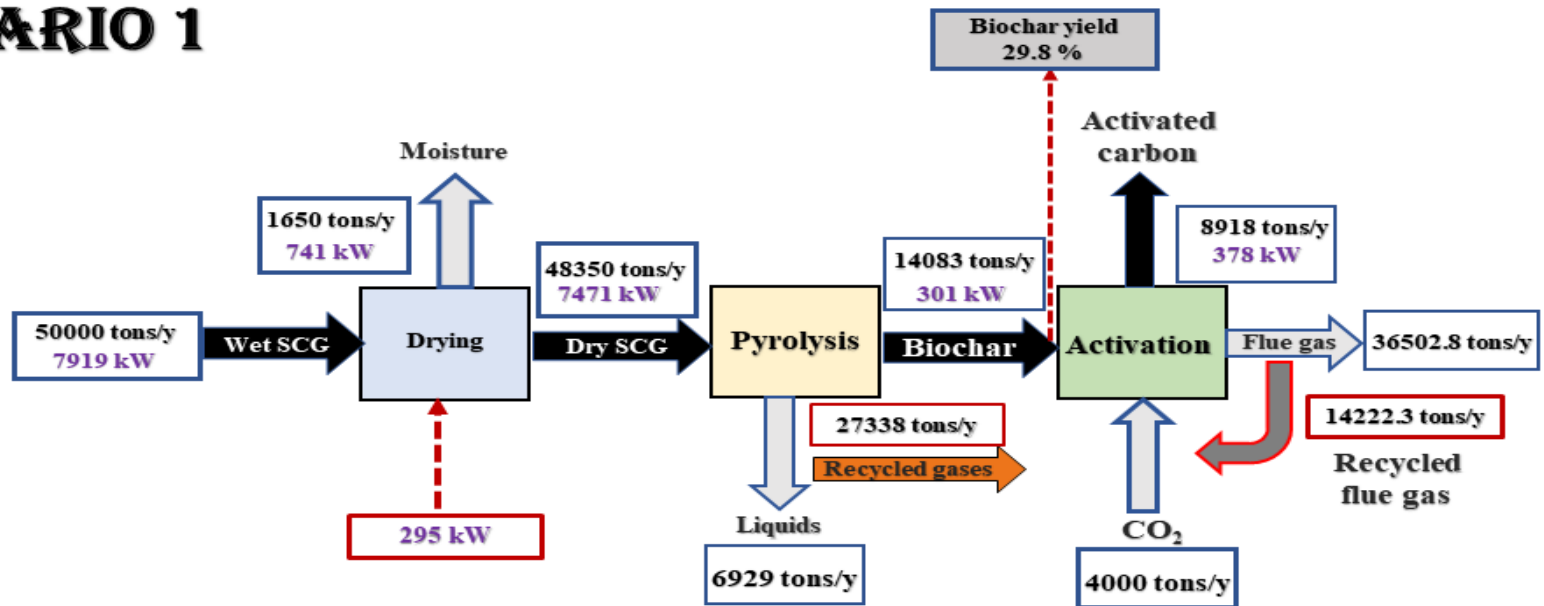 ARIO 1
Biochar yield
29.8 %
Activated
carbon
Moisture
1650 tons/y
741 kW
48350 tons/y
7471 kW
14083 tons/y
301 kW
8918 tons/y
378 kW
50000 tons/y
7919 kW
Wet SCG
Drying
Dry SCG
Pyrolysis
Biochar
Activation
Flue gas
36502.8 tons/y
27338 tons/y
Recycled gases
14222.3 tons/y
Recycled
flue gas
295 kW
Liquids
6929 tons/y
CO₂
4000 tons/y